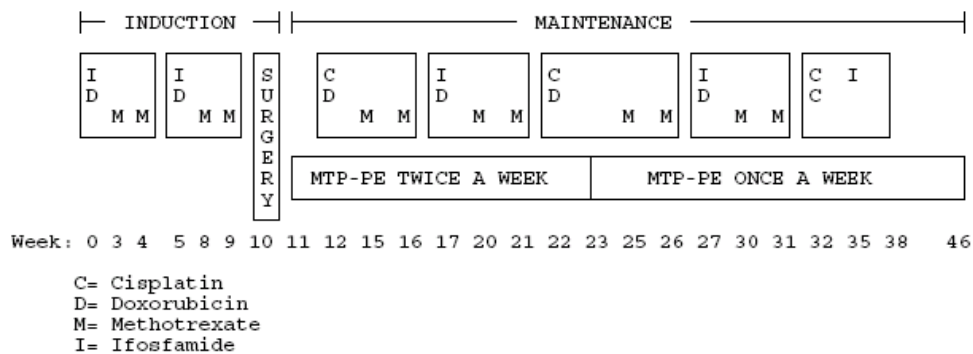 INDUCTION MAINTENANCE
I I C I C I C I
D D D D D D C
M M M M M M M M M M M M
SURGERY
MTP-PE TWICE A WEEK MTP-PE ONCE A WEEK
Week: 0 3 4 5 8 9 10 11 12 15 16 17 20 21 22 23 25 26 27 30 31 32 35 38 46
C= Cisplatin
D= Doxorubicin
M= Methotrexate
I= Ifosfamide